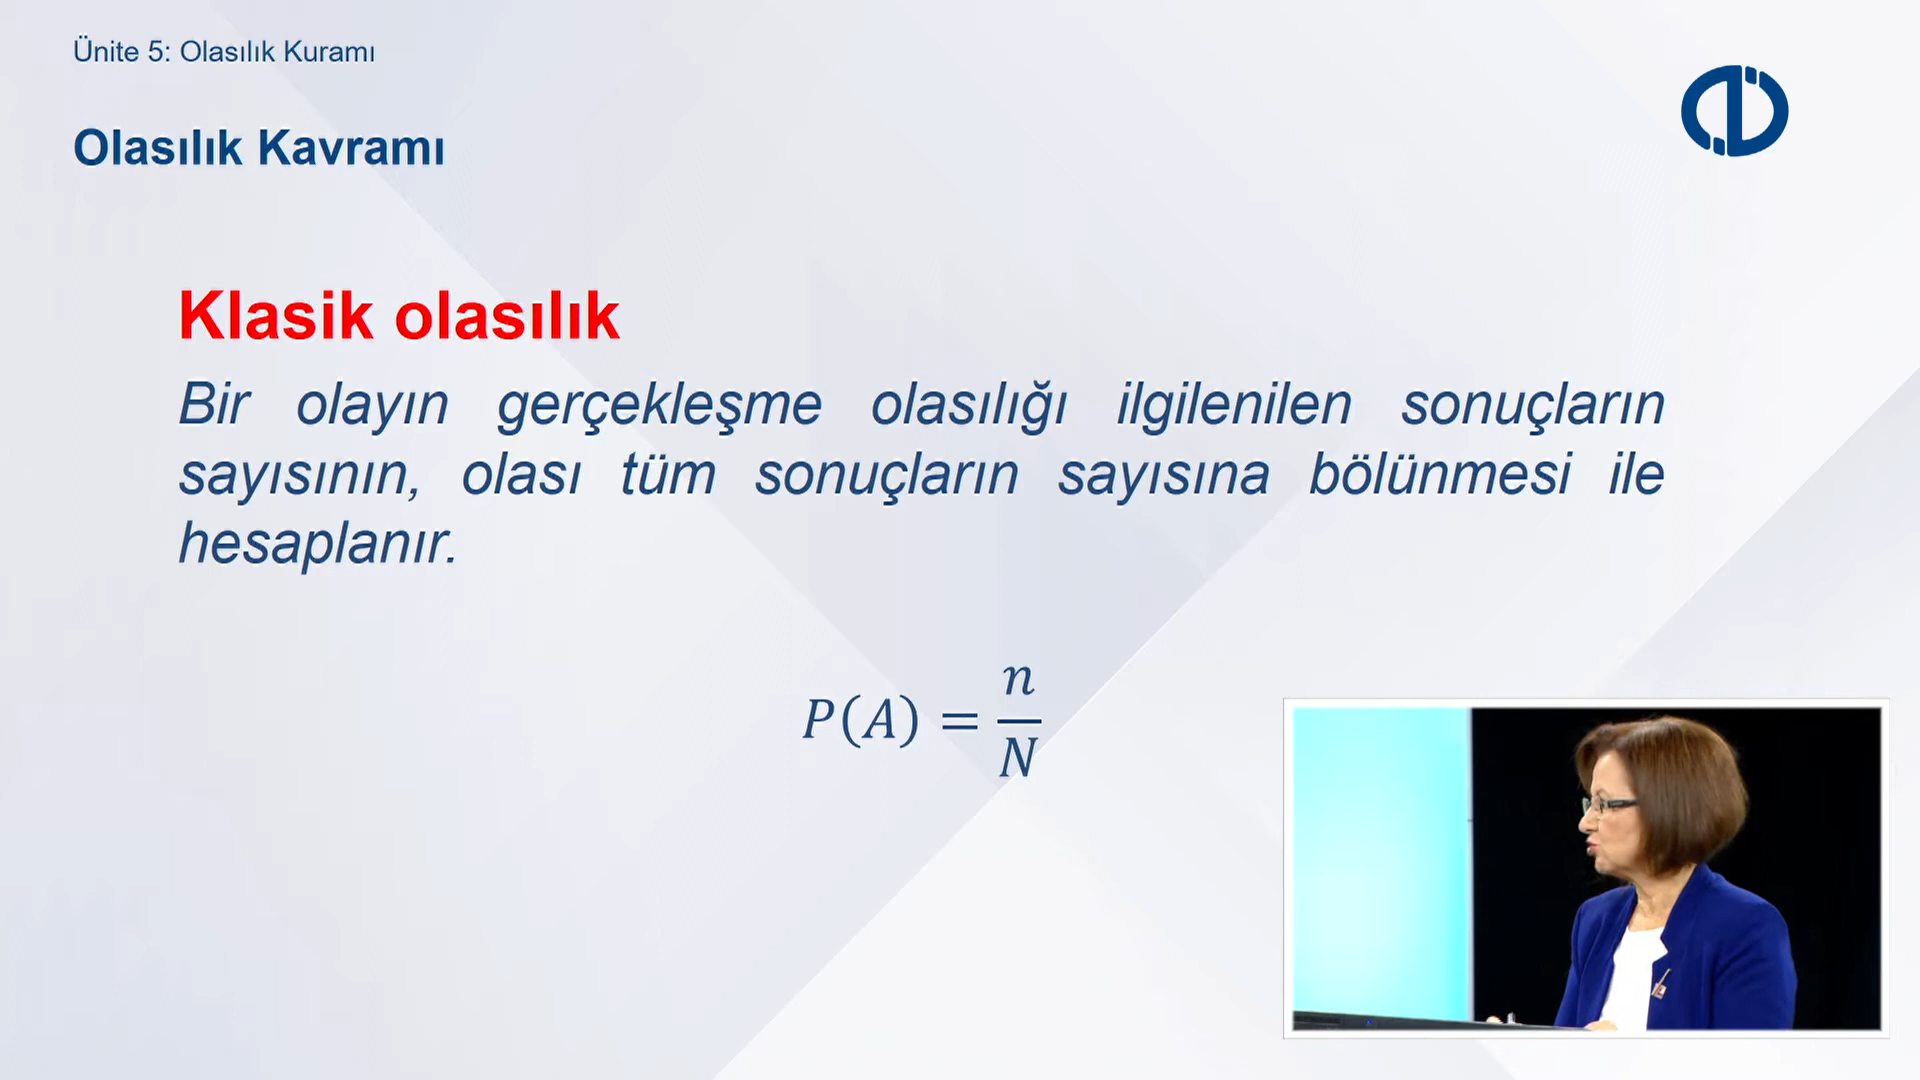 Ünite 5: Olasılık Kuramı
Olasılık Kavramı
Klasik olasılık
Bir olayın gerçekleşme olasılığı ilgilenilen sonuçların
sayısının, olası tüm sonuçların sayısına bölünmesi ile
hesaplanır.
P(A) = n/N